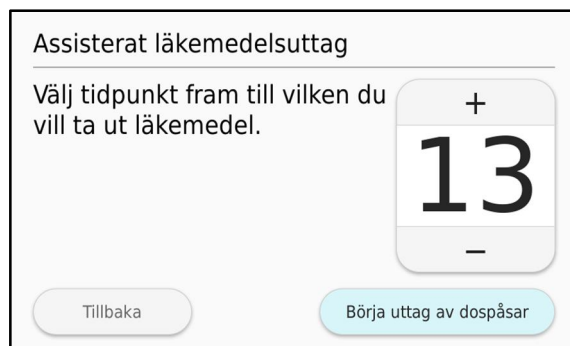 Assisterat läkemedelsuttag
Välj tidpunkt fram till vilken du
vill ta ut läkemedel.
+
13
−
Tillbaka
Börja uttag av dospåsar